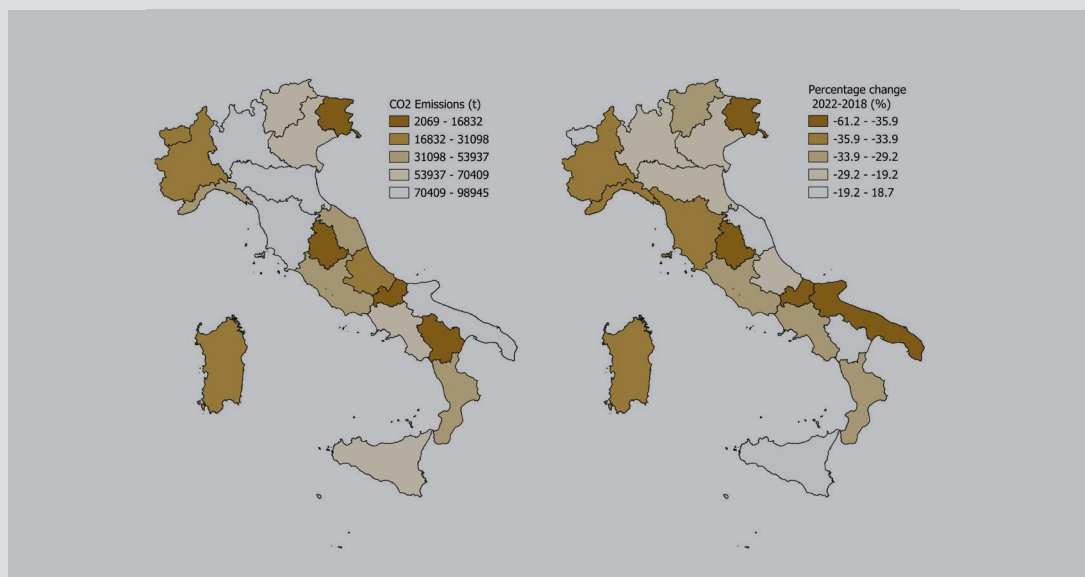 CO2 Emissions (t)
2069 - 16832
16832 - 31098
31098 - 53937
53937 - 70409
70409 - 98945
Percentage change
2022-2018 (%)
-61.2 - -35.9
-35.9 - -33.9
-33.9 - -29.2
-29.2 - -19.2
-19.2 - 18.7